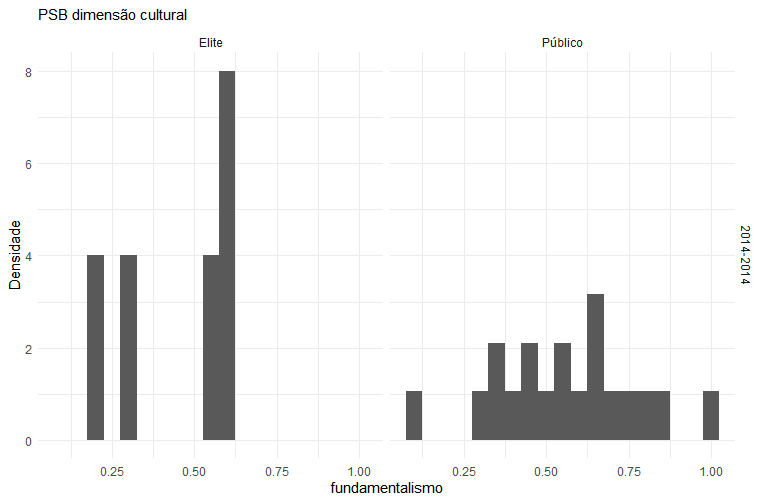 PSB dimensão cultural
Elite
Público
8
6
4
2
0
Densidade
2014-2014
0.25
0.50
0.75
1.00
0.25
0.50
0.75
1.00
fundamentalismo